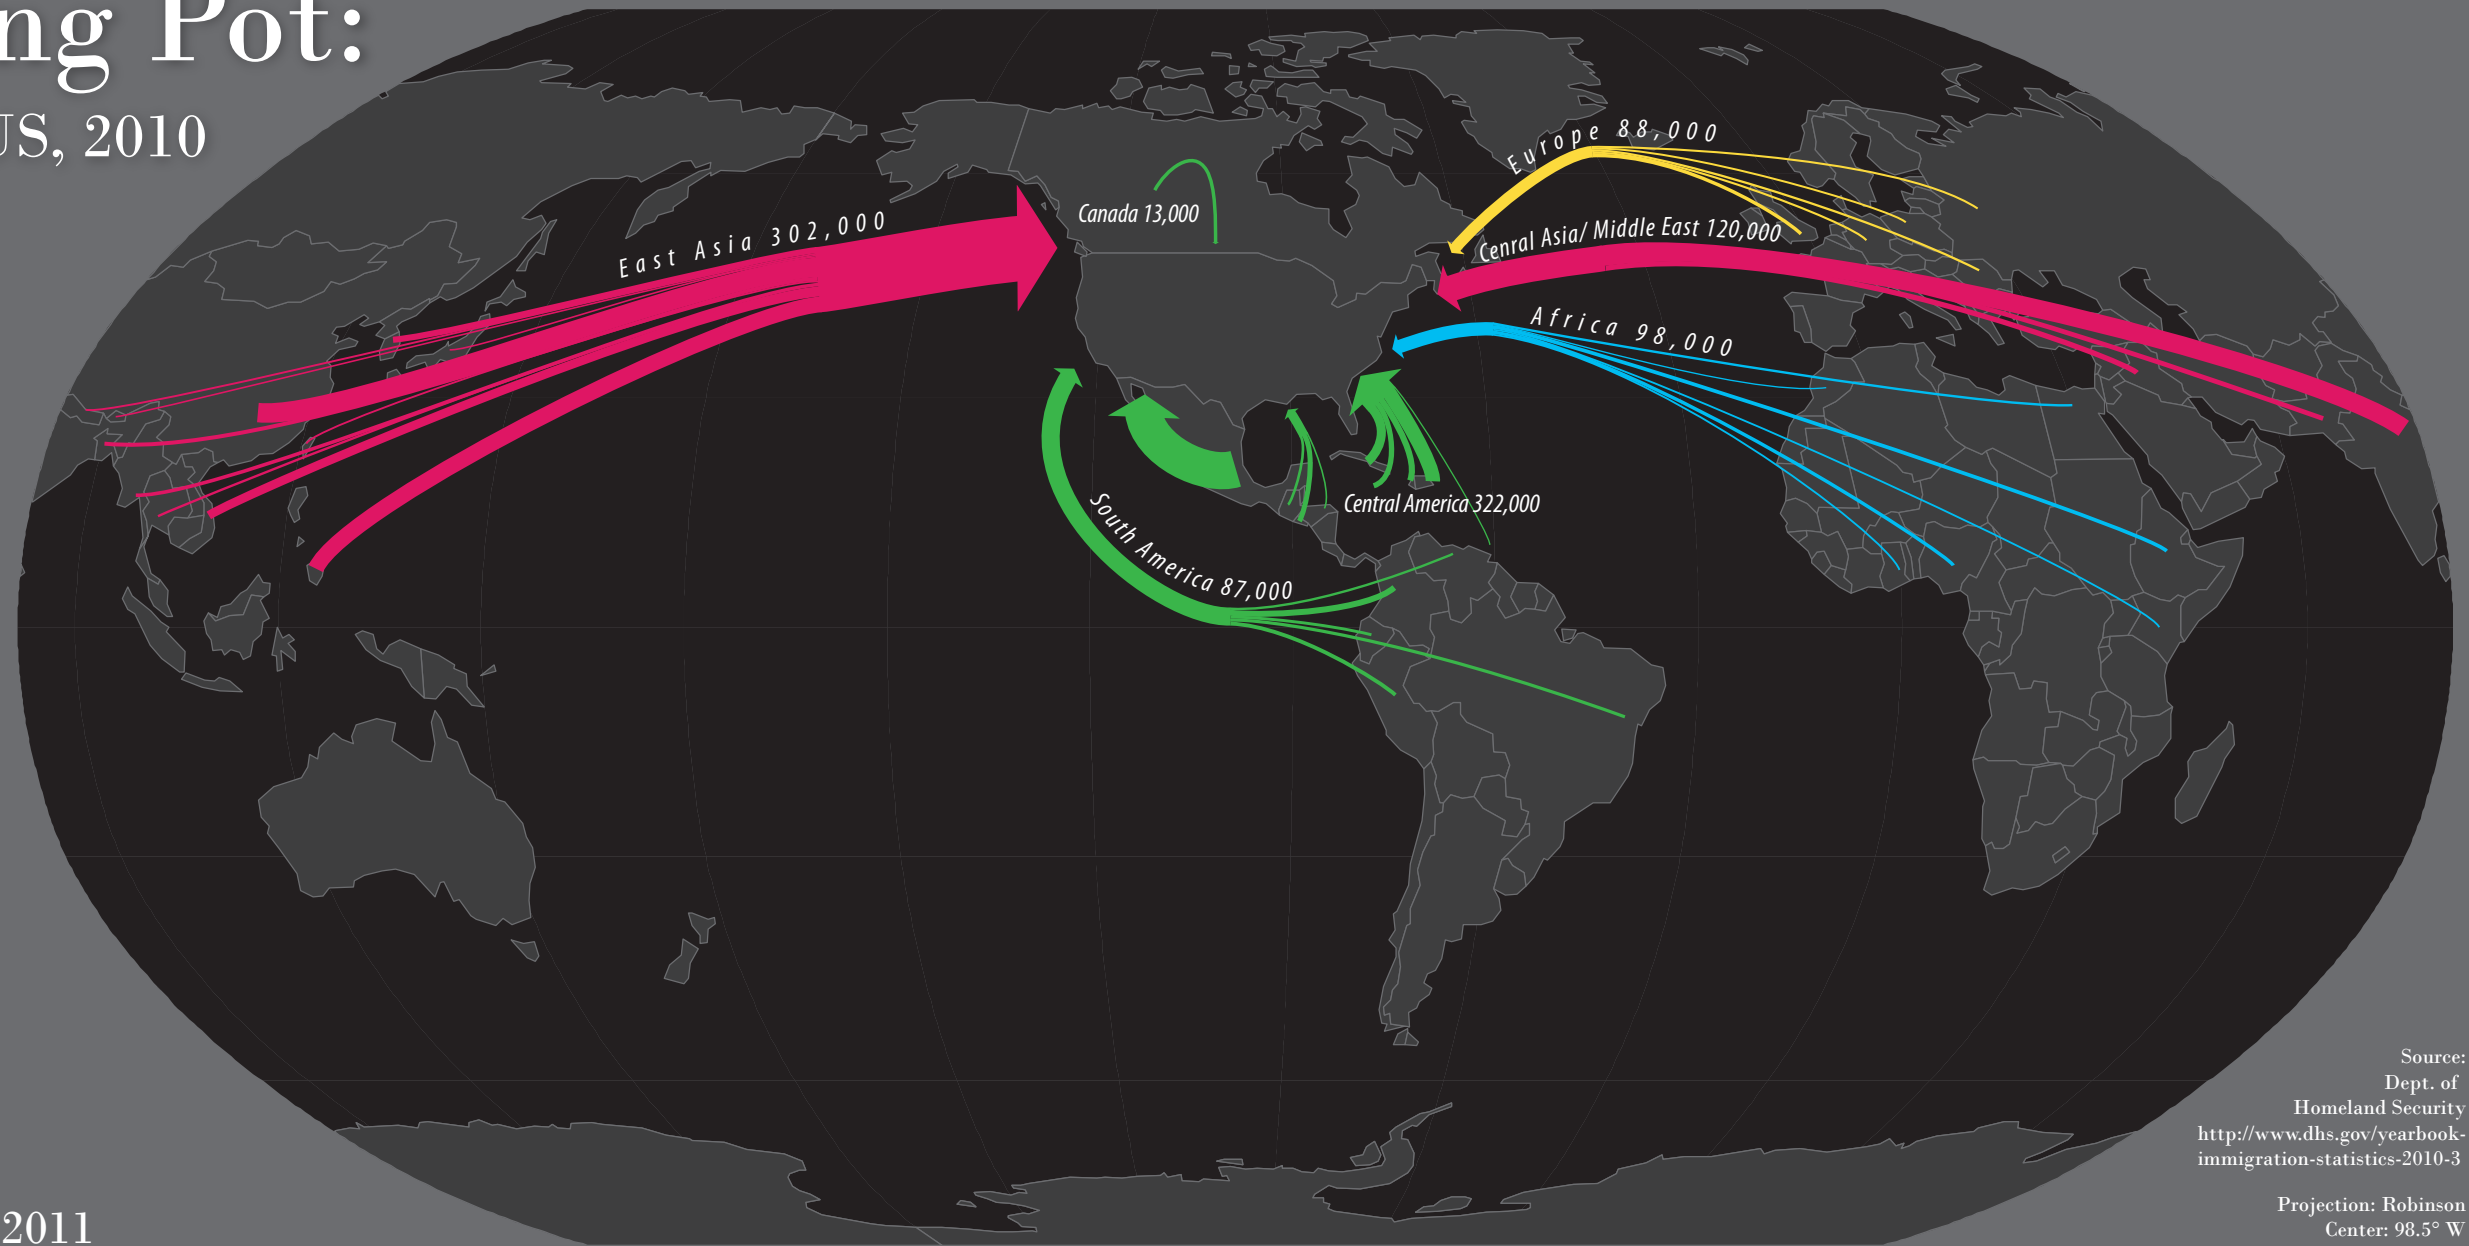 ng Pot:
US, 2010
Europe 88,000
East Asia 302,000
Canada 13,000
Cenral Asia/ Middle East 120,000
Africa 98,000
Central America 322,000
South America 87,000
Source:
Dept. of
Homeland Security
http://www.dhs.gov/yearbook-
immigration-statistics-2010-3
Projection: Robinson
Center: 98.5° W
2011